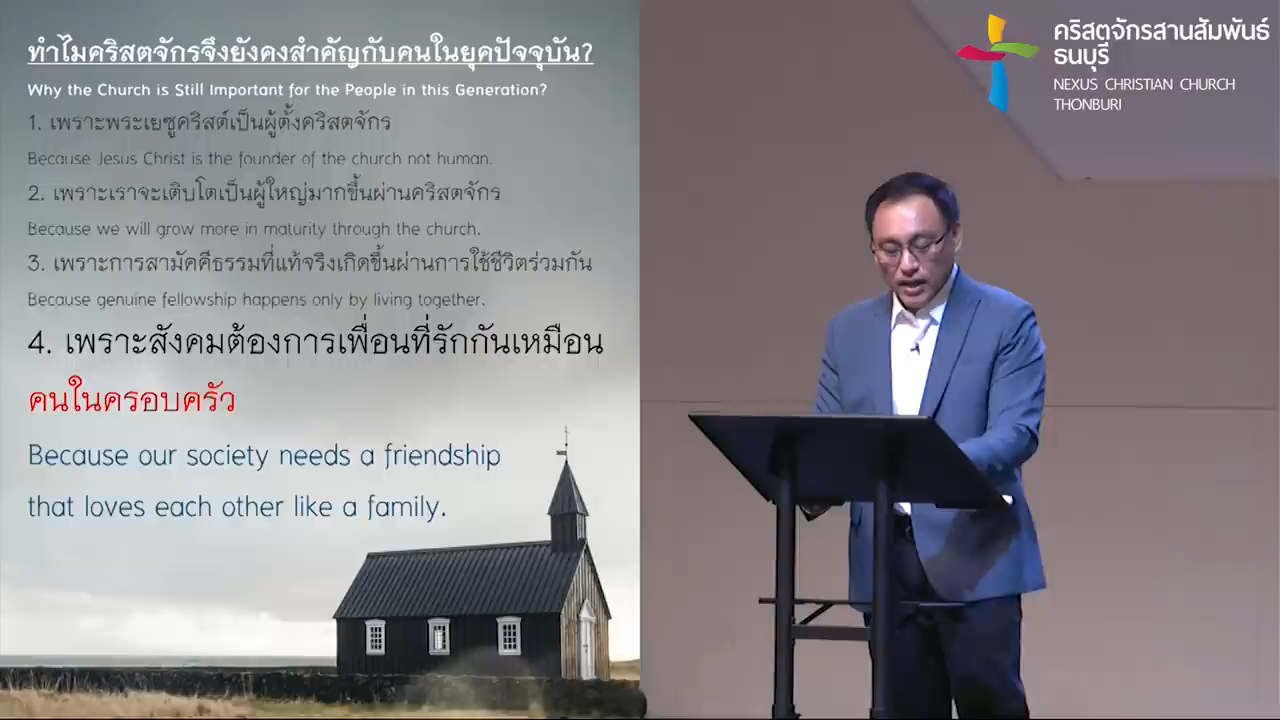 ทำไมคริสตจักรจึงยังคงสำคัญกับคนในยุคปัจจุบัน?
Why the Church is Still Important for the People in this Generation?
1. เพราะพระเยซูคริสต์เป็นผู้ตั้งคริสตจักร
Because Jesus Christ is the founder of the church not human.
2. เพราะเราจะเติบโตเป็นผู้ใหญ่มากขึ้นผ่านคริสตจักร
Because we will grow more in maturity through the church.
3. เพราะการสามัคคีธรรมที่แท้จริงเกิดขึ้นผ่านการใช้ชีวิตร่วมกัน
Because genuine fellowship happens only by living together.
4. เพราะสังคมต้องการเพื่อนที่รักกันเหมือน
คนในครอบครัว
Because our society needs a friendship
that loves each other like a family.
คริสตจักรสานสัมพันธ์
ธนบุรี
NEXUS CHRISTIAN CHURCH
THONBURI